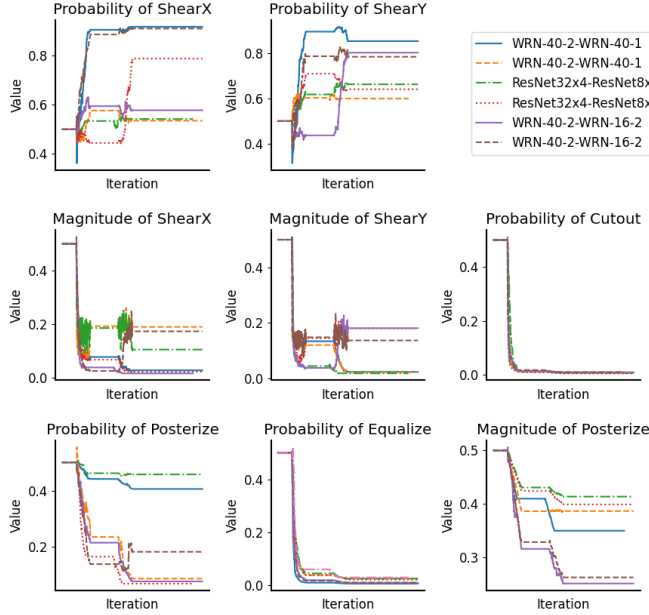 Probability of ShearX
Value
0.8
0.6
0.4
Iteration
Probability of ShearY
Value
0.8
0.6
0.4
Iteration
WRN-40-2-WRN-40-1
WRN-40-2-WRN-40-1
ResNet32x4-ResNet8x
ResNet32x4-ResNet8x
WRN-40-2-WRN-16-2
WRN-40-2-WRN-16-2
Magnitude of ShearX
Value
0.4
0.2
0.0
Iteration
Magnitude of ShearY
Value
0.4
0.2
0.0
Iteration
Probability of Cutout
Value
0.4
0.2
0.0
Iteration
Probability of Posterize
Value
0.4
0.2
Iteration
Probability of Equalize
Value
0.4
0.2
0.0
Iteration
Magnitude of Posterize
Value
0.5
0.4
0.3
Iteration